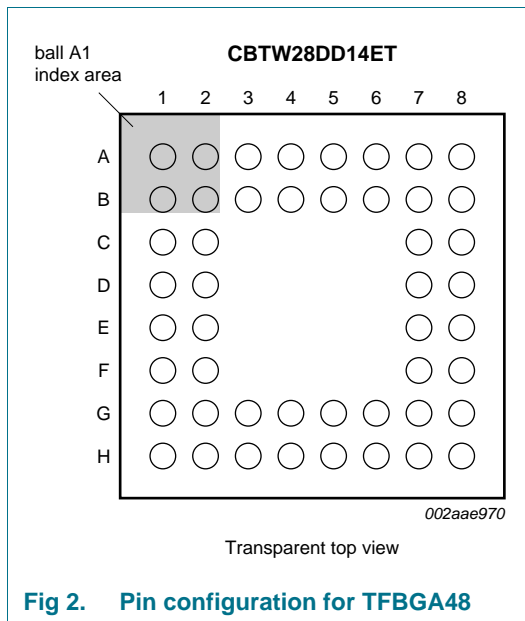 ball A1
index area
CBTW28DD14ET
1 2 3 4 5 6 7 8
A
B
C
D
E
F
G
H
002aae970
Transparent top view
Fig 2. Pin configuration for TFBGA48